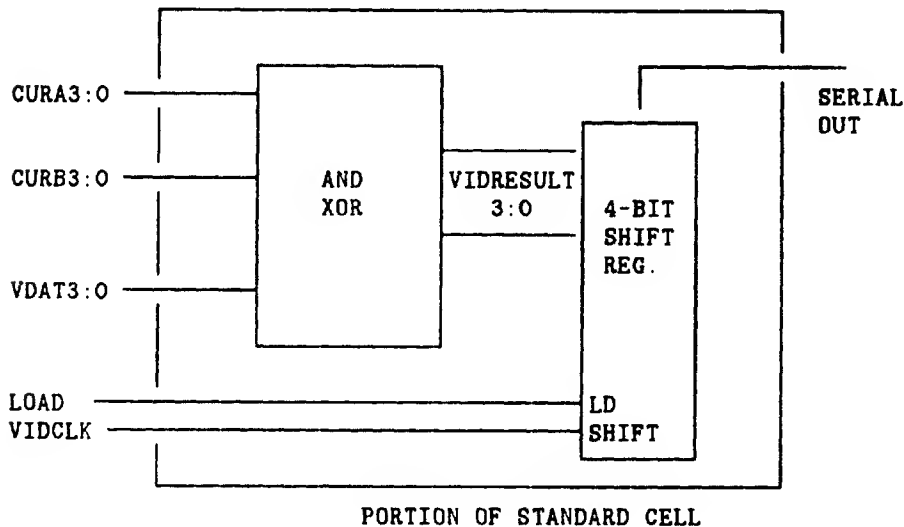 CURA3:0
CURB3:0
VDAT3:0
LOAD
VIDCLK
AND
XOR
VIDRESULT
3:0
4-BIT
SHIFT
REG.
LD
SHIFT
SERIAL
OUT
PORTION OF STANDARD CELL